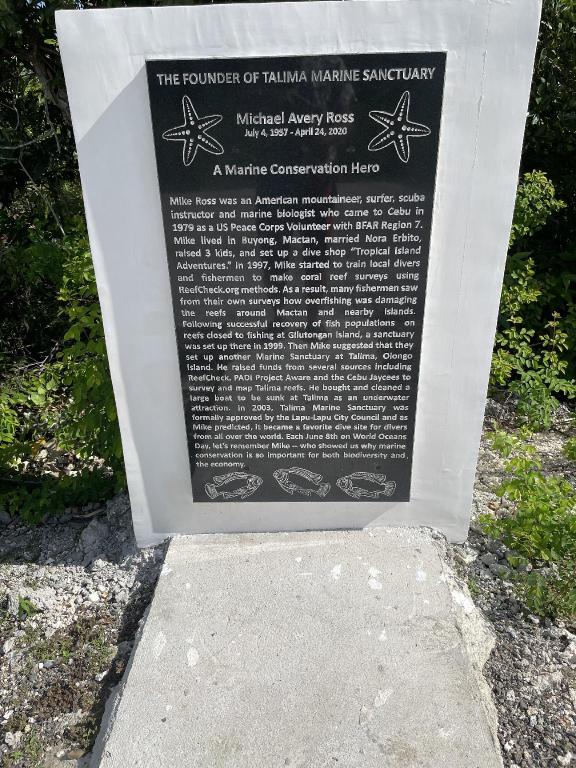 THE FOUNDER OF TALIMA MARINE SANCTUARY
Michael Avery Ross
July 4, 1957 - April 24, 2020
A Marine Conservation Hero
Mike Ross was an American mountaineer, surfer, scuba
instructor and marine biologist who came to Cebu in
1979 as a US Peace Corps Volunteer with BFAR Region 7.
Mike lived in Buyong, Mactan, married Nora Erbito,
raised 3 kids, and set up a dive shop "Tropical Island
Adventures." In 1997, Mike started to train local divers
and fishermen to make coral reef surveys using
ReefCheck.org methods. As a result, many fishermen saw
from their own surveys how overfishing was damaging
the reefs around Mactan and nearby islands.
Following successful recovery of fish populations on
reefs closed to fishing at Gilutongan Island, a sanctuary
was set up there in 1999. Then Mike suggested that they
set up another Marine Sanctuary at Talima, Olongo
Island. He raised funds from several sources including
ReefCheck, PADI Project Aware and the Cebu Jaycees to
survey and map Talima reefs. He bought and cleaned a
large boat to be sunk at Talima as an underwater
attraction. In 2003, Talima Marine Sanctuary was
formally approved by the Lapu-Lapu City Council and as
Mike predicted, it became a favorite dive site for divers
from all over the world. Each June 8th on World Oceans
Day, let's remember Mike -- who showed us why marine
conservation is so important for both biodiversity and
the economy.